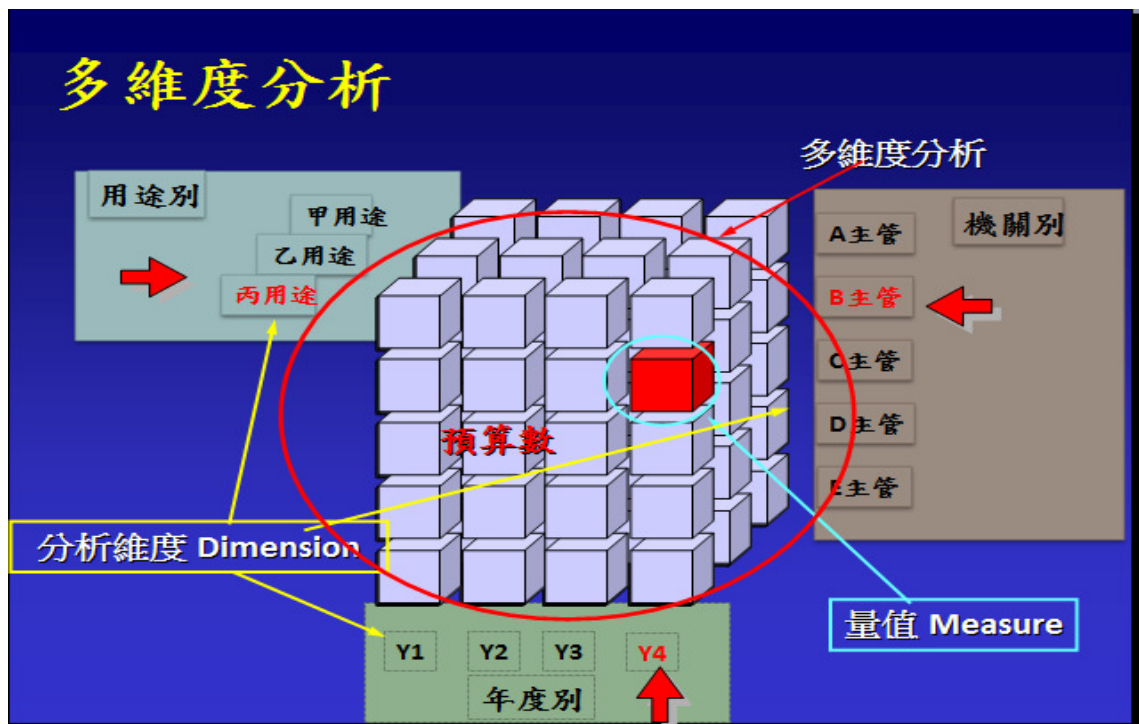 多維度分析
多維度分析
用途別
甲用途
乙用途
丙用途
機關別
A主管
B主管
C主管
D主管
E主管
預算數
分析維度 Dimension
量值 Measure
Y1 Y2 Y3 Y4
年度別